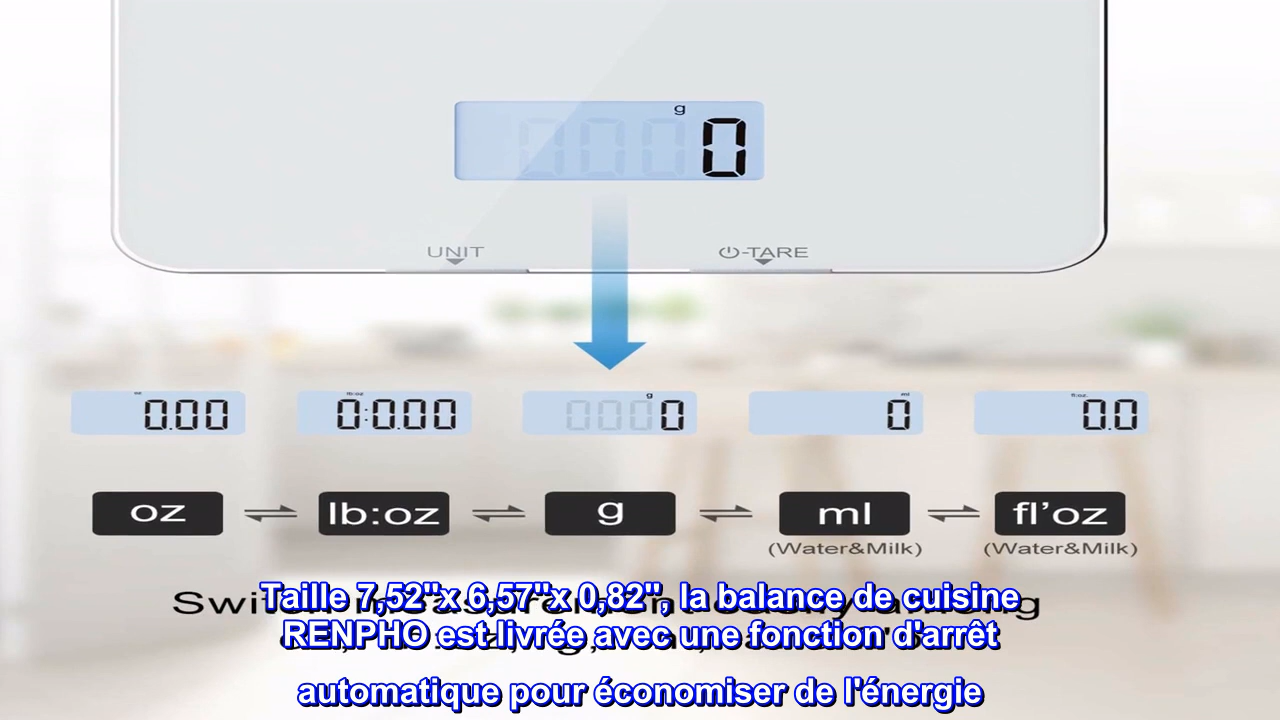 g
0
UNIT
⏻-TARE
oz
0.00
lb:oz
0:0.00
g
0
ml
0
fl'oz
0.0
oz ⇌ lb:oz ⇌ g ⇌ ml ⇌ fl’oz
(Water&Milk) (Water&Milk)
Taille 7,52"x 6,57"x 0,82", la balance de cuisine
RENPHO est livrée avec une fonction d'arrêt
automatique pour économiser de l'énergie